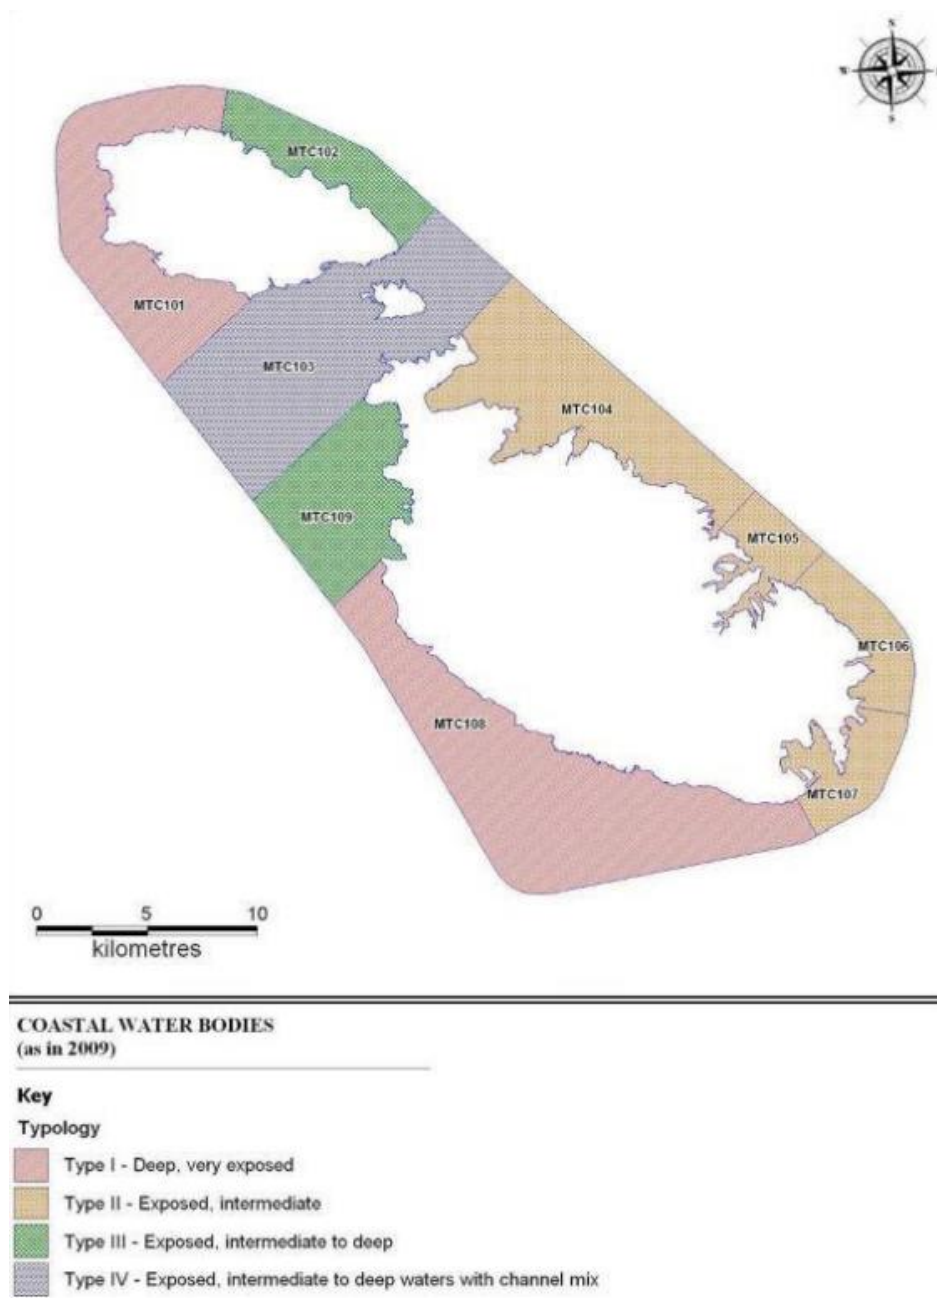 N
W
S
MTC102
MTC101
MTC103
MTC104
MTC109
MTC105
MTC106
MTC108
MTC107
0 5 10
kilometres
COASTAL WATER BODIES
(as in 2009)
Key
Typology
Type I - Deep, very exposed
Type II - Exposed, intermediate
Type III - Exposed, intermediate to deep
Type IV - Exposed, intermediate to deep waters with channel mix